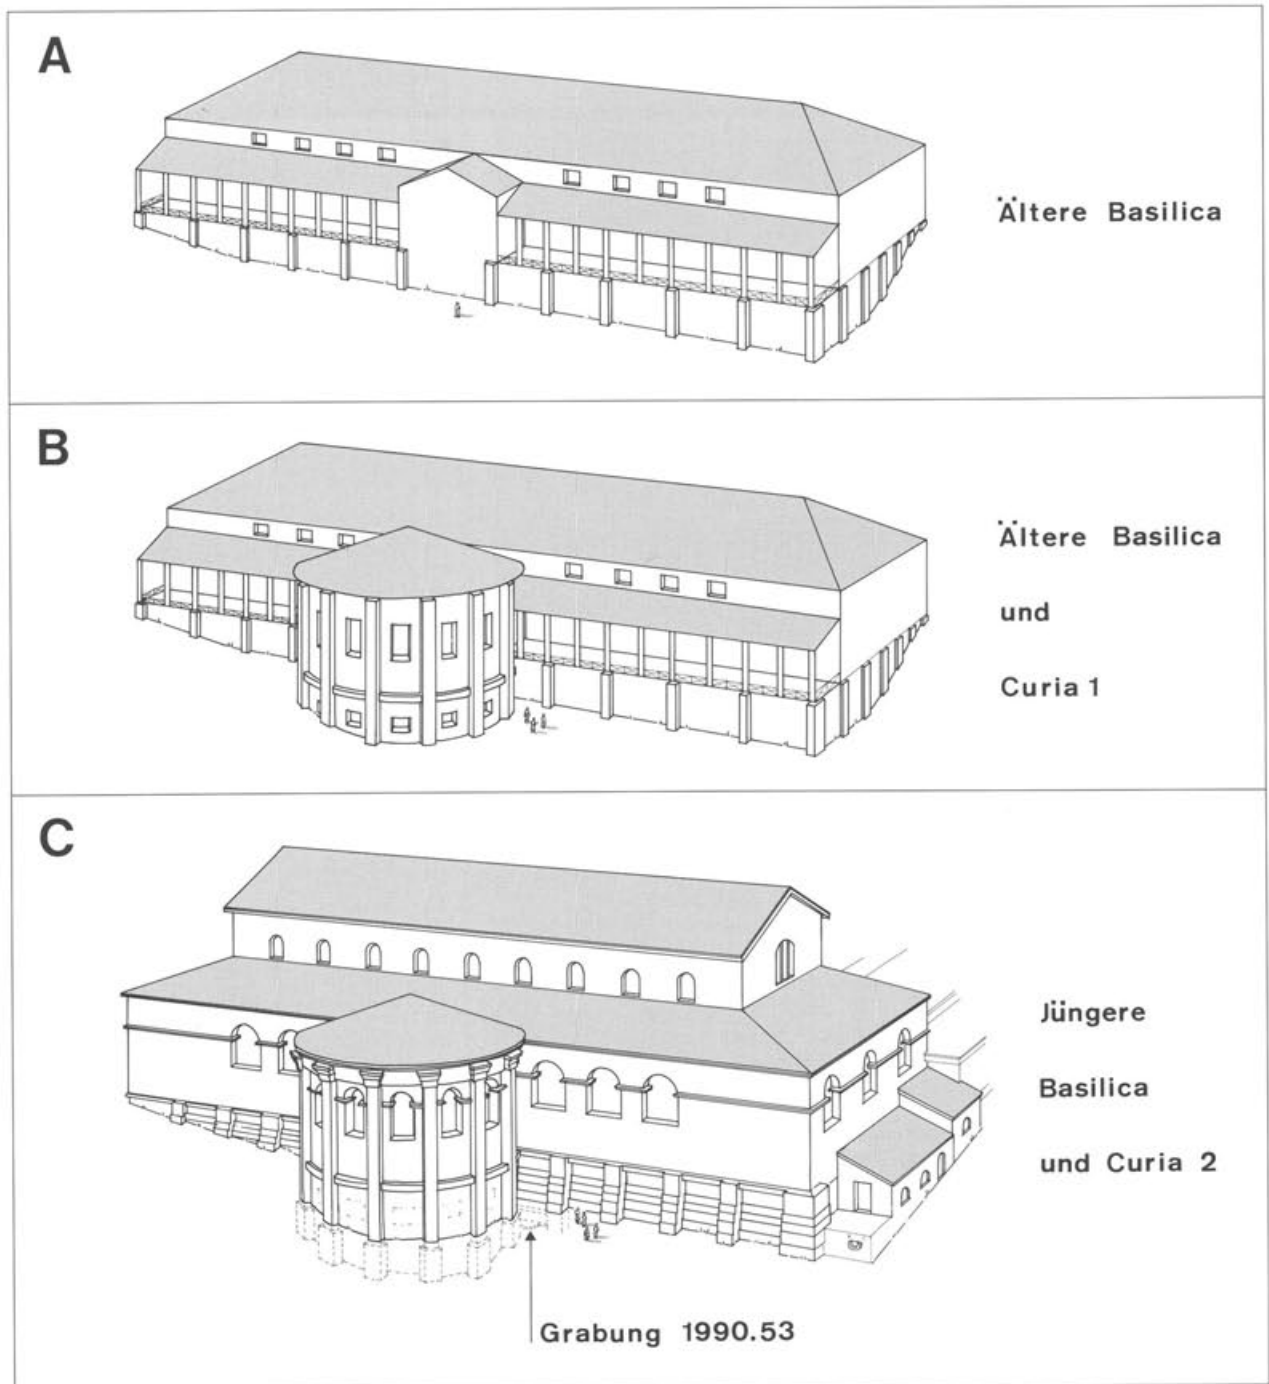 A
Ältere Basilica
B
Ältere Basilica
und
Curia 1
C
Jüngere
Basilica
und Curia 2
Grabung 1990.53